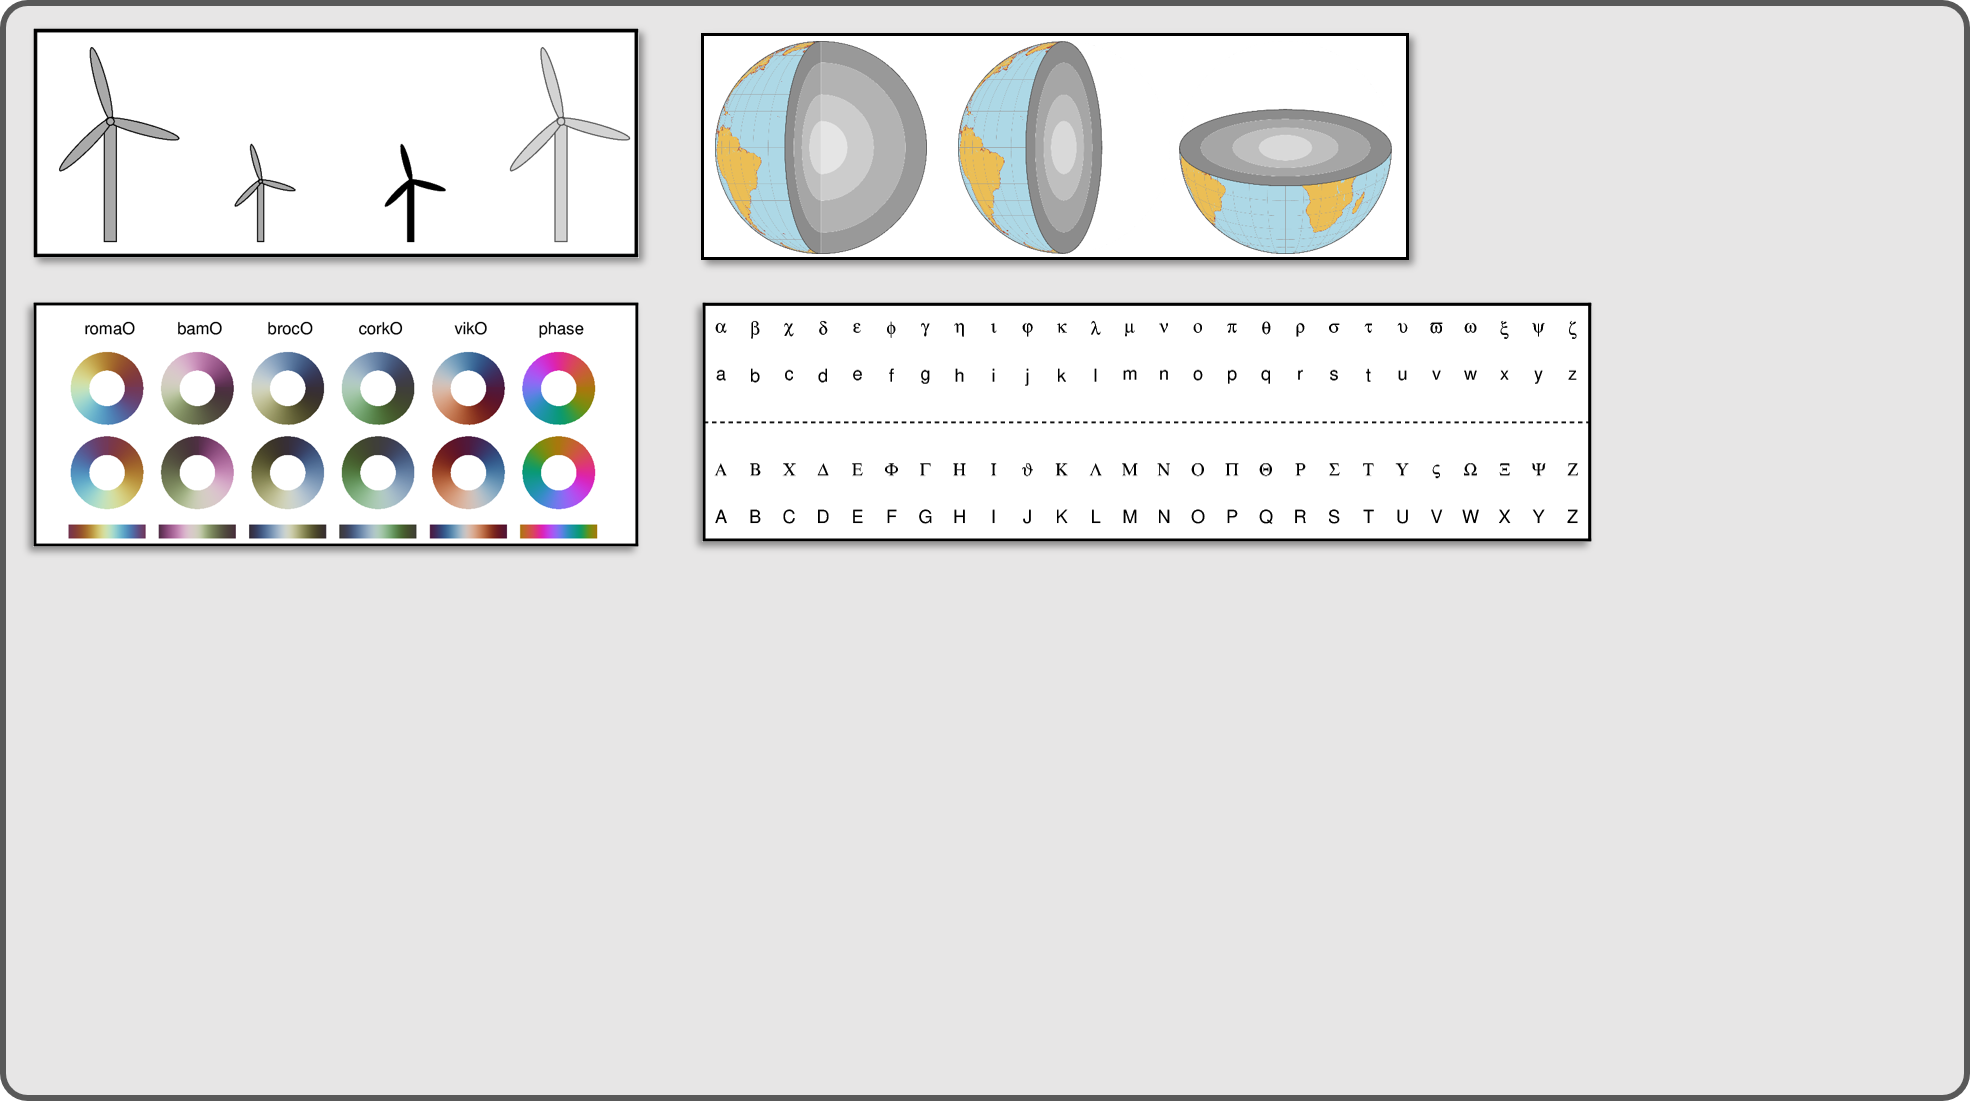 romaO bamO brocO corkO vikO phase
α β χ δ ε ϕ γ η ι φ κ λ μ ν ο π θ ρ σ τ υ ϖ ω ξ ψ ζ
a b c d e f g h i j k l m n o p q r s t u v w x y z
Α Β Χ Δ Ε Φ Γ Η Ι ϑ Κ Λ Μ Ν Ο Π Θ Ρ Σ Τ Υ ς Ω Ξ Ψ Ζ
A B C D E F G H I J K L M N O P Q R S T U V W X Y Z